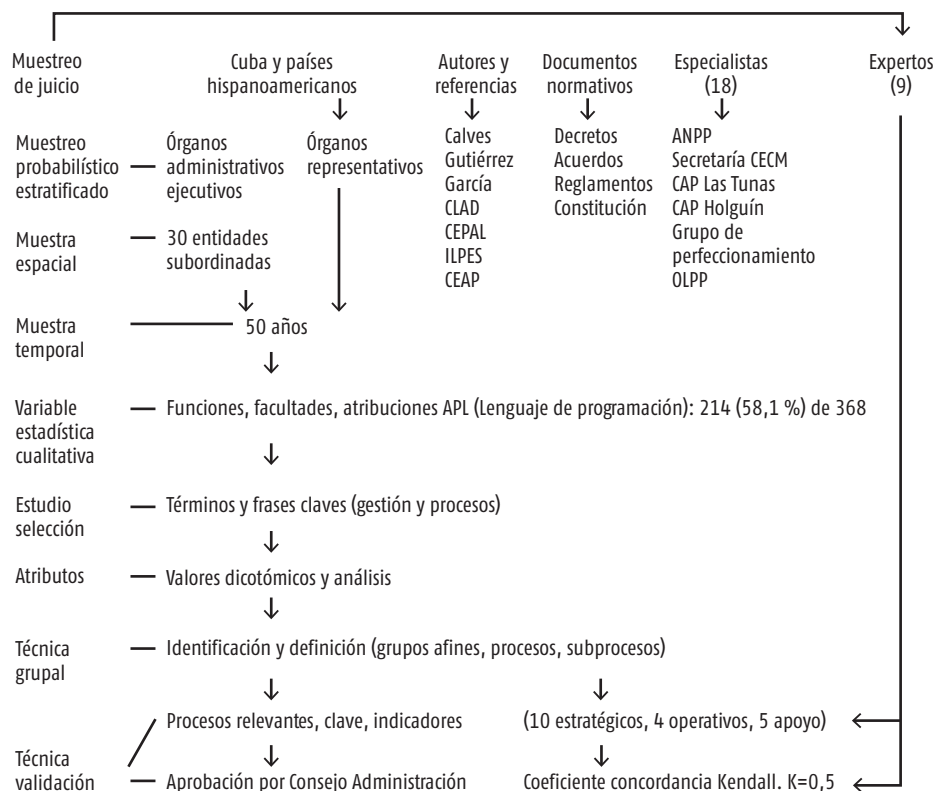 Muestreo
de juicio
Cuba y países
hispanoamericanos
Autores y
referencias
Documentos
normativos
Especialistas
(18)
Expertos
(9)
Muestreo
probabilístico
estratificado
Órganos
administrativos
ejecutivos
Órganos
representativos
Calves
Gutiérrez
García
CLAD
CEPAL
ILPES
CEAP
Decretos
Acuerdos
Reglamentos
Constitución
ANPP
Secretaría CECM
CAP Las Tunas
CAP Holguín
Grupo de
perfeccionamiento
OLPP
Muestra
espacial
30 entidades
subordinadas
Muestra
temporal
50 años
Variable
estadística
cualitativa
Funciones, facultades, atribuciones APL (Lenguaje de programación): 214 (58,1 %) de 368
Estudio
selección
Términos y frases claves (gestión y procesos)
Atributos
Valores dicotómicos y análisis
Técnica
grupal
Identificación y definición (grupos afines, procesos, subprocesos)
Procesos relevantes, clave, indicadores
(10 estratégicos, 4 operativos, 5 apoyo)
Técnica
validación
Aprobación por Consejo Administración
Coeficiente concordancia Kendall. K=0,5